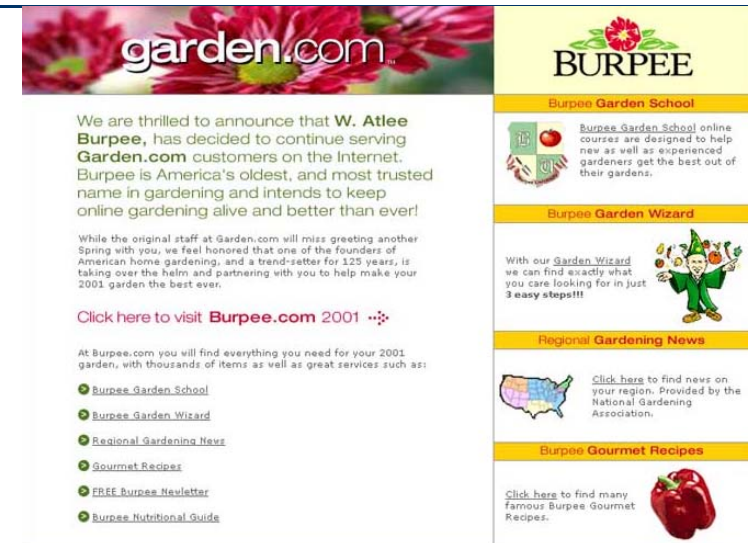 garden.com™
We are thrilled to announce that W. Atlee
Burpee, has decided to continue serving
Garden.com customers on the Internet.
Burpee is America's oldest, and most trusted
name in gardening and intends to keep
online gardening alive and better than ever!
While the original staff at Garden.com will miss greeting another
Spring with you, we feel honored that one of the founders of
American home gardening, and a trend-setter for 125 years, is
taking over the helm and partnering with you to help make your
2001 garden the best ever.
Click here to visit Burpee.com 2001
At Burpee.com you will find everything you need for your 2001
garden, with thousands of items as well as great services such as:
Burpee Garden School
Burpee Garden Wizard
Regional Gardening News
Gourmet Recipes
FREE Burpee Newletter
Burpee Nutritional Guide
BURPEE
Burpee Garden School
Burpee Garden School online
courses are designed to help
new as well as experienced
gardeners get the best out of
their gardens.
Burpee Garden Wizard
With our Garden Wizard
we can find exactly what
you care looking for in just
3 easy steps!!!
Regional Gardening News
Click here to find news on
your region. Provided by the
National Gardening
Association.
Burpee Gourmet Recipes
Click here to find many
famous Burpee Gourmet
Recipes.